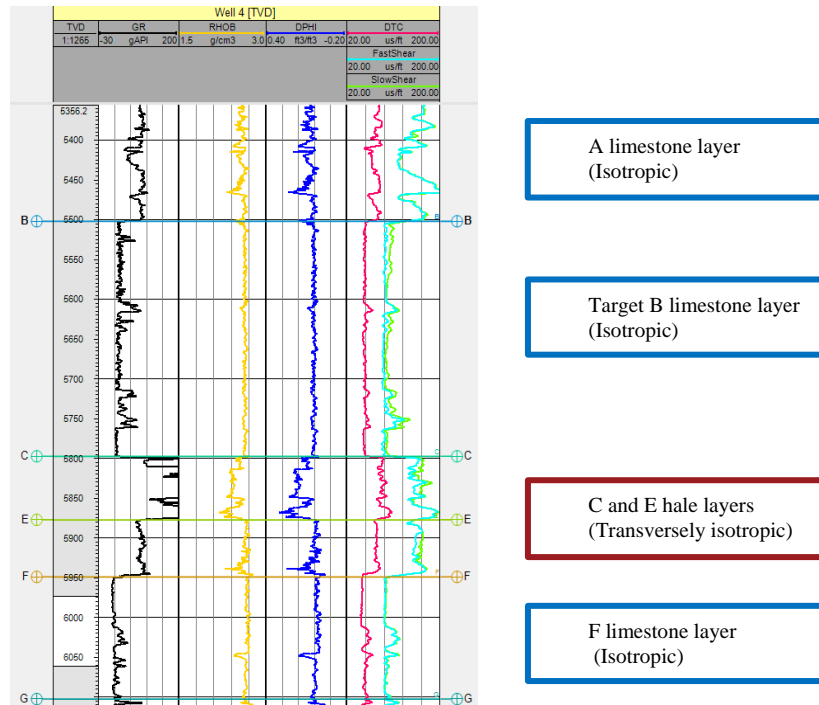 Well 4 [TVD]
TVD GR RHOB DPHI DTC
1:1265 -30 gAPI 200 1.5 g/cm3 3.0 0.40 ft3/ft3 -0.20 20.00 us/ft 200.00
FastShear
20.00 us/ft 200.00
SlowShear
20.00 us/ft 200.00
5356.2
5400
5450
B 5500 B
5550
5600
5650
5700
5750
C 5800 C
5850
E E
5900
F 5950 F
6000
6050
G G
A limestone layer
(Isotropic)
Target B limestone layer
(Isotropic)
C and E hale layers
(Transversely isotropic)
F limestone layer
(Isotropic)